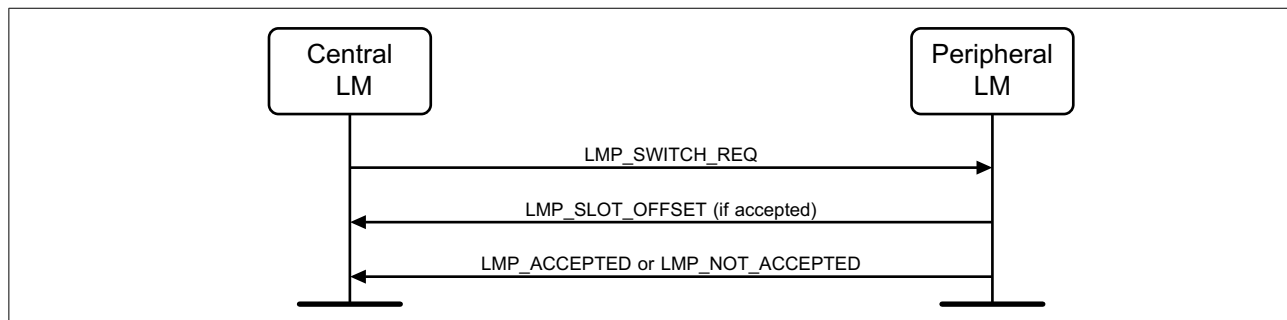 Central
LM
Peripheral
LM
LMP_SWITCH_REQ
LMP_SLOT_OFFSET (if accepted)
LMP_ACCEPTED or LMP_NOT_ACCEPTED